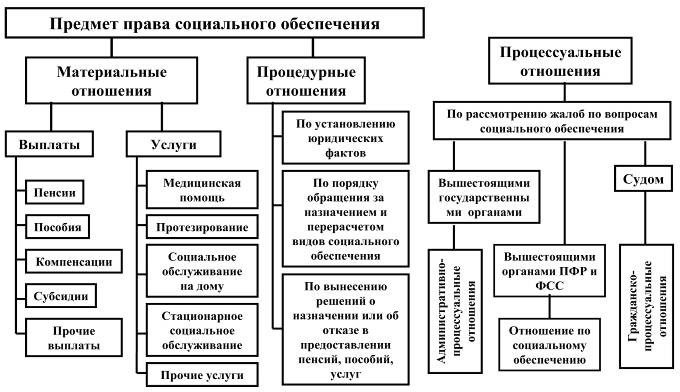 Предмет права социального обеспечения
Материальные
отношения
Процедурные
отношения
Выплаты
Пенсии
Пособия
Компенсации
Субсидии
Прочие
выплаты
Услуги
Медицинская
помощь
Протезирование
Социальное
обслуживание
на дому
Стационарное
социальное
обслуживание
Прочие услуги
По установлению
юридических
фактов
По порядку
обращения за
назначением и
перерасчетом
видов социального
обеспечения
По вынесению
решений о
назначении или об
отказе в
предоставлении
пенсий, пособий,
услуг
Процессуальные
отношения
По рассмотрению жалоб по вопросам
социального обеспечения
Вышестоящими
государственны
ми органами
Административно-
процессуальные
отношения
Вышестоящими
органами ПФР и
ФСС
Отношение по
социальному
обеспечению
Судом
Гражданско-
процессуальные
отношения